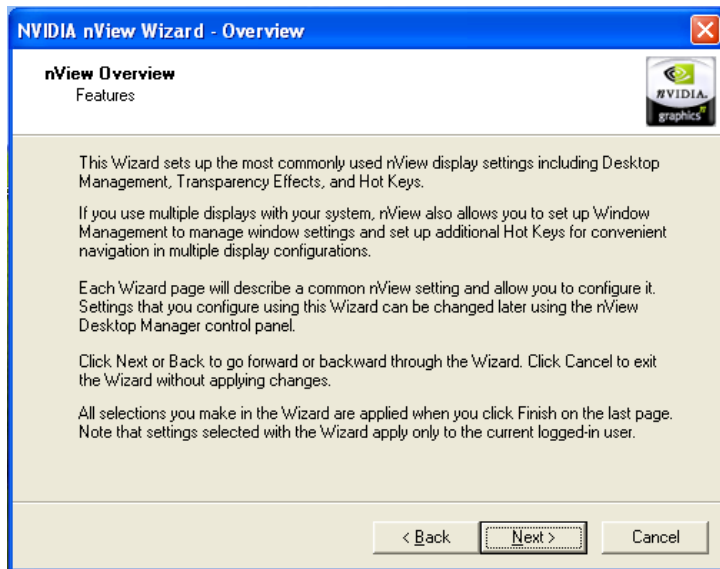 NVIDIA nView Wizard - Overview
nView Overview
Features
NVIDIA.
graphics
This Wizard sets up the most commonly used nView display settings including Desktop
Management, Transparency Effects, and Hot Keys.
If you use multiple displays with your system, nView also allows you to set up Window
Management to manage window settings and set up additional Hot Keys for convenient
navigation in multiple display configurations.
Each Wizard page will describe a common nView setting and allow you to configure it.
Settings that you configure using this Wizard can be changed later using the nView
Desktop Manager control panel.
Click Next or Back to go forward or backward through the Wizard. Click Cancel to exit
the Wizard without applying changes.
All selections you make in the Wizard are applied when you click Finish on the last page.
Note that settings selected with the Wizard apply only to the current logged-in user.
< Back Next > Cancel